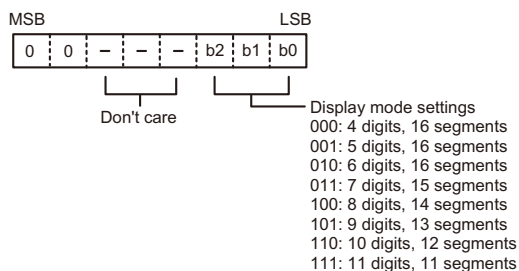 MSB LSB
0 0 – – – b2 b1 b0
Don't care
Display mode settings
000: 4 digits, 16 segments
001: 5 digits, 16 segments
010: 6 digits, 16 segments
011: 7 digits, 15 segments
100: 8 digits, 14 segments
101: 9 digits, 13 segments
110: 10 digits, 12 segments
111: 11 digits, 11 segments